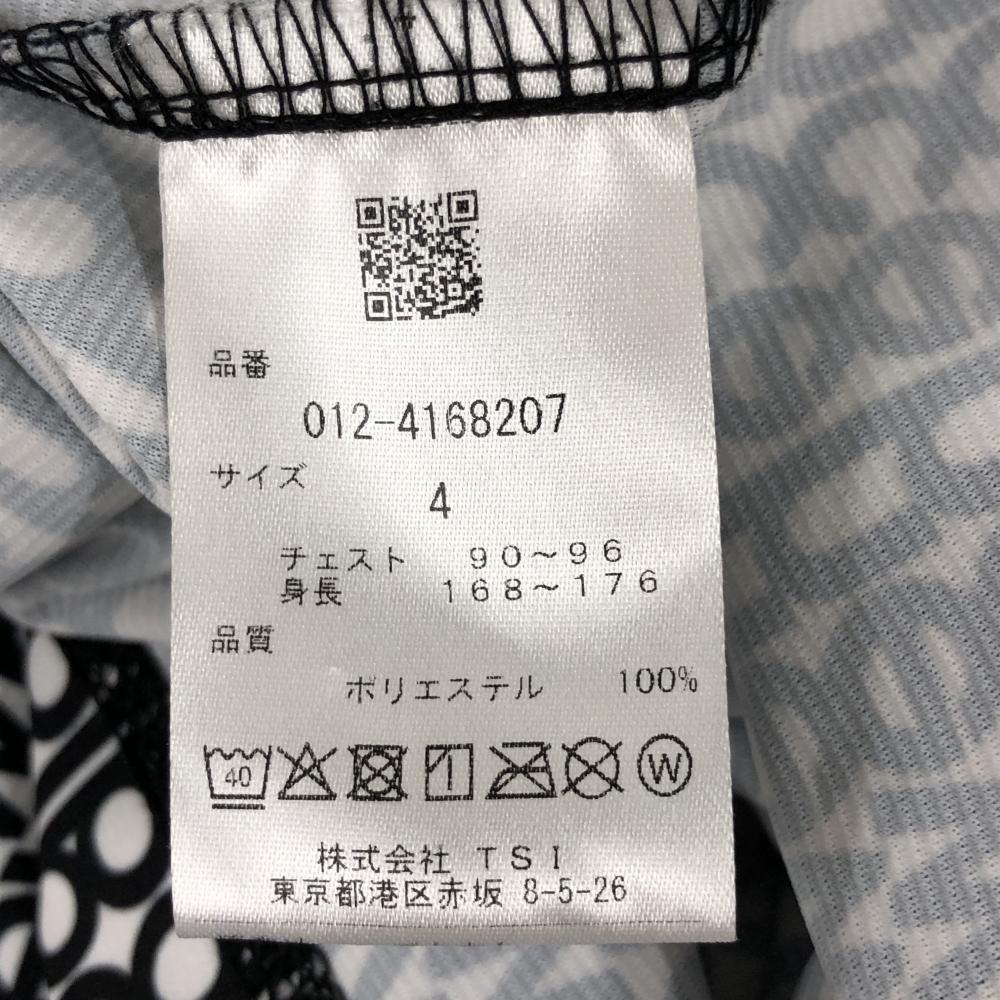 品番
012-4168207
サイズ
4
チェスト 90～96
身長 168～176
品質
ポリエステル 100%
40 W
株式会社 TSI
東京都港区赤坂 8-5-26